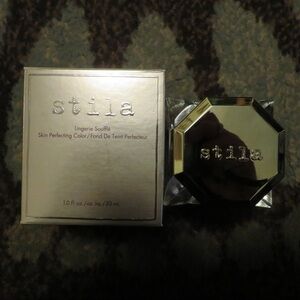 stila
Lingerie Soufflé
Skin Perfecting Color/Fond De Teint Perfecteur
1.0 fl. oz./oz. liq./30 mL
stila